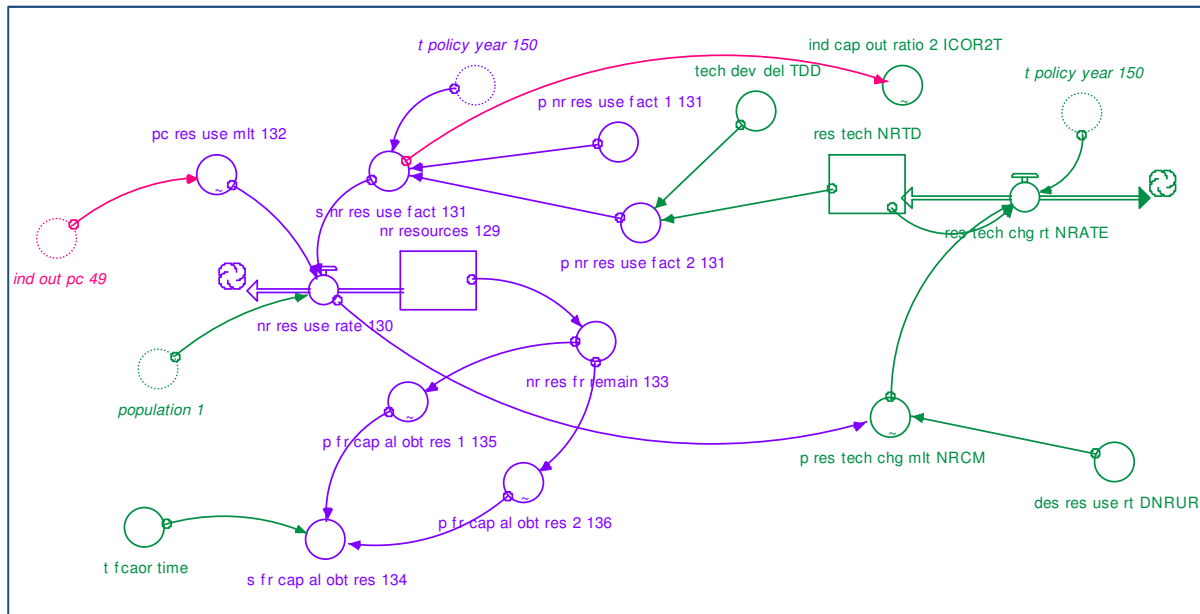 t policy year 150
ind cap out ratio 2 ICOR2T
tech dev del TDD
t policy year 150
p nr res use fact 1 131
pc res use mlt 132
res tech NRTD
s nr res use fact 131
nr resources 129
res tech chg rt NRATE
p nr res use fact 2 131
ind out pc 49
nr res use rate 130
nr res fr remain 133
population 1
p fr cap al obt res 1 135
p res tech chg mlt NRCM
des res use rt DNRUR
p fr cap al obt res 2 136
t fcaor time
s fr cap al obt res 134